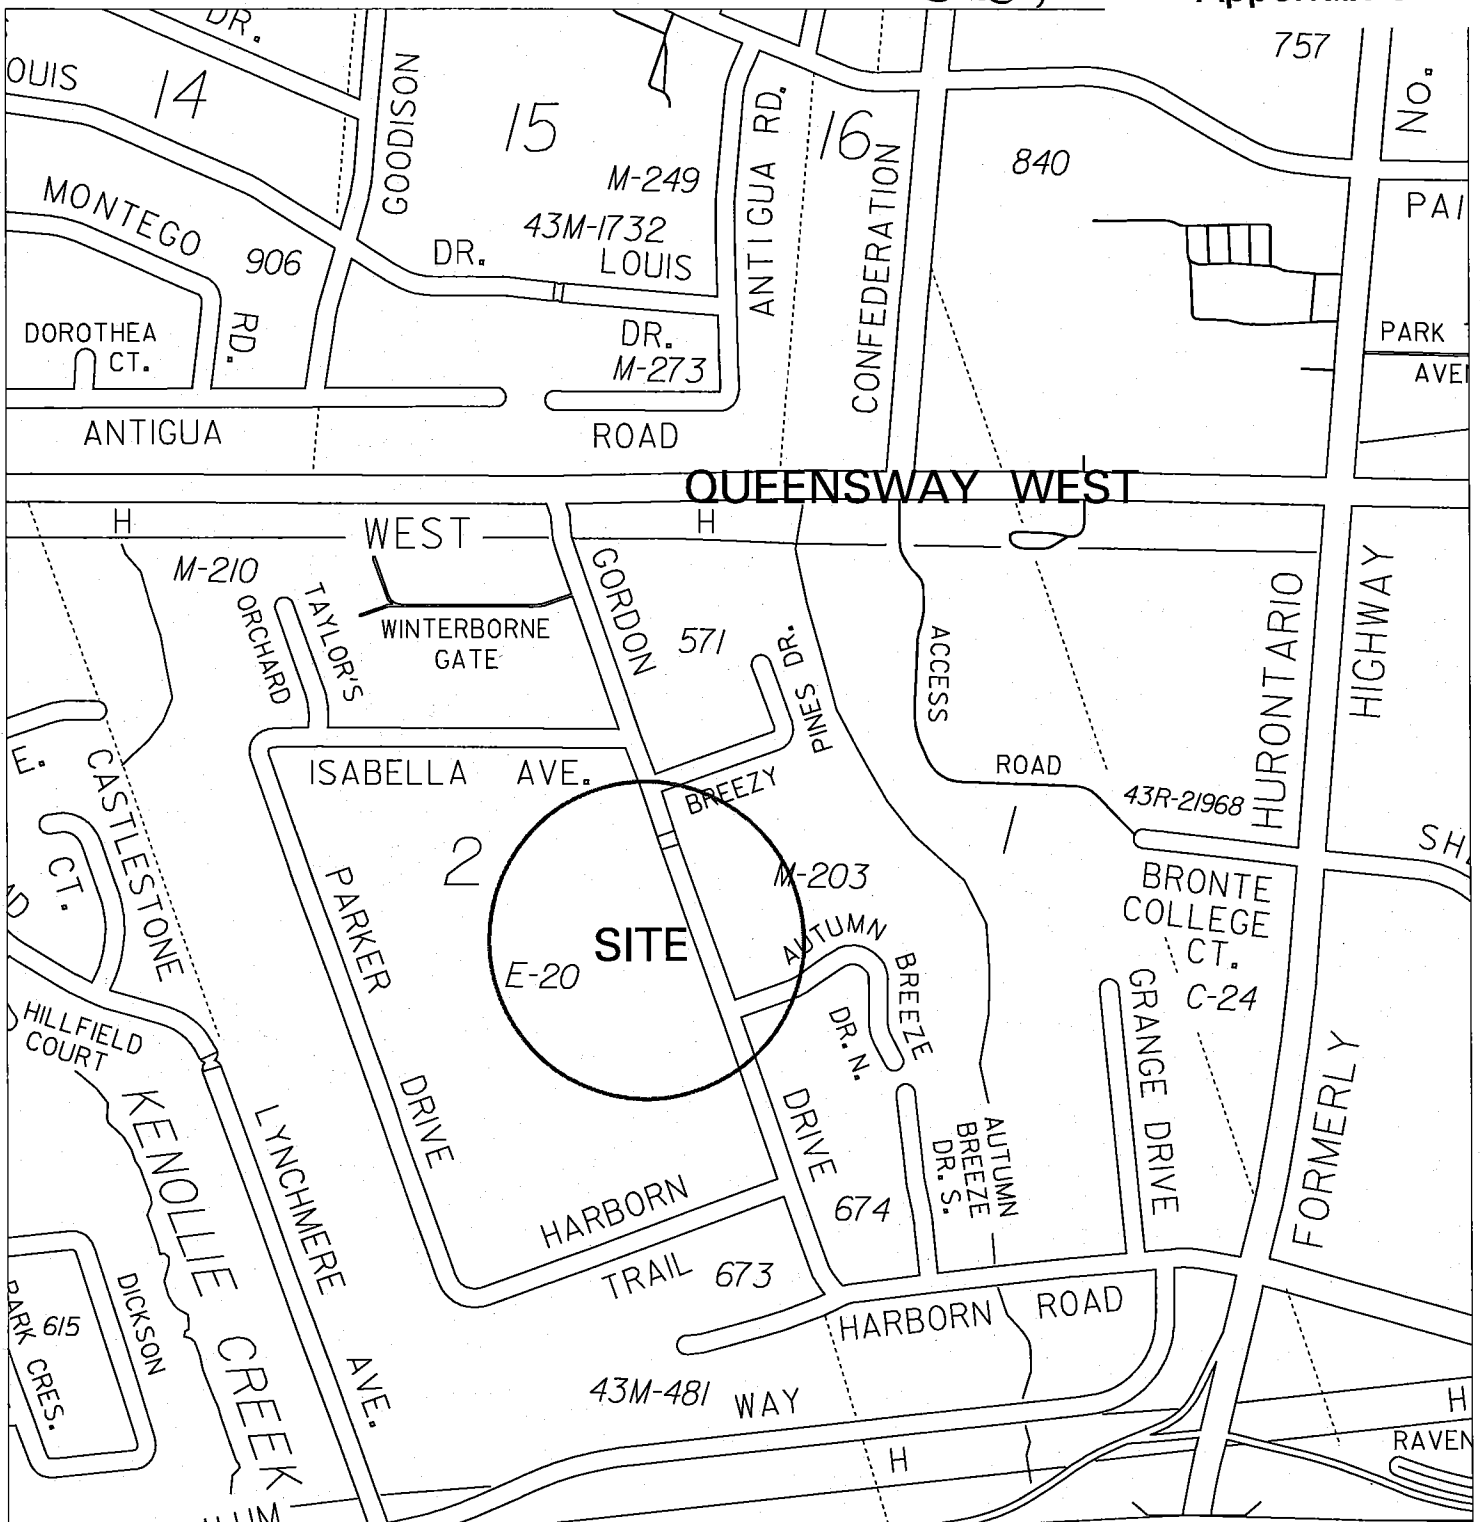 757
DR.
OUIS
14
GOODISON
15
ANTIGUA RD.
16
NO.
M-249
840
CONFEDERATION
MONTEGO
RD.
906
43M-1732
DR.
LOUIS
PAI
DOROTHEA
CT.
DR.
M-273
PARK
AVE
ANTIGUA
ROAD
QUEENSWAY WEST
H
WEST
H
M-210
TAYLOR'S
ORCHARD
WINTERBORNE
GATE
GORDON
571
PINES DR.
ACCESS
ROAD
HURONTARIO
HIGHWAY
E.
CASTLESTONE
ISABELLA AVE.
BREEZY
43R-21968
CT.
2
M-203
BRONTE
COLLEGE
CT.
PARKER
SITE
AUTUMN
BREEZE
E-20
C-24
DR. N.
GRANGE DRIVE
HILLFIELD
COURT
KENOLLIE CREEK
LYNCHMERE
DRIVE
DRIVE
AUTUMN
BREEZE
DR. S.
FORMERLY
HARBORN
674
TRAIL
673
DICKSON
PARK
615
CRES.
HARBORN ROAD
AVE.
43M-481
WAY
H
H
RAVEN